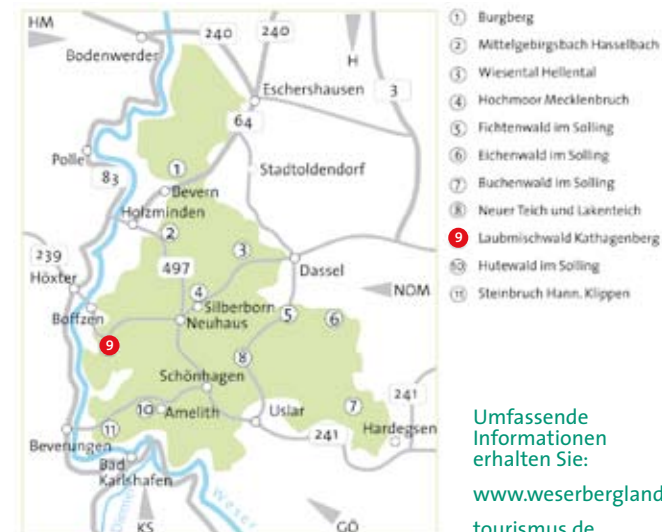 HM
240
240
H
Bodenwerder
Eschershausen
3
64
Polle
83
1
Stadtoldendorf
Bevern
Holzminden
2
3
239
497
Dassel
Höxter
4
NOM
Silberborn
Boffzen
Neuhaus
5
6
9
8
Schönhagen
241
10
Amelith
Uslar
7
11
241
Hardegsen
Beverungen
Bad
Karlshafen
Diemel
Weser
KS
GÖ
1 Burgberg
2 Mittelgebirgsbach Hasselbach
3 Wiesental Hellental
4 Hochmoor Mecklenbruch
5 Fichtenwald im Solling
6 Eichenwald im Solling
7 Buchenwald im Solling
8 Neuer Teich und Lakenteich
9 Laubmischwald Kathagenberg
10 Hutewald im Solling
11 Steinbruch Hann. Klippen
Umfassende
Informationen
erhalten Sie:
www.weserbergland
tourismus.de